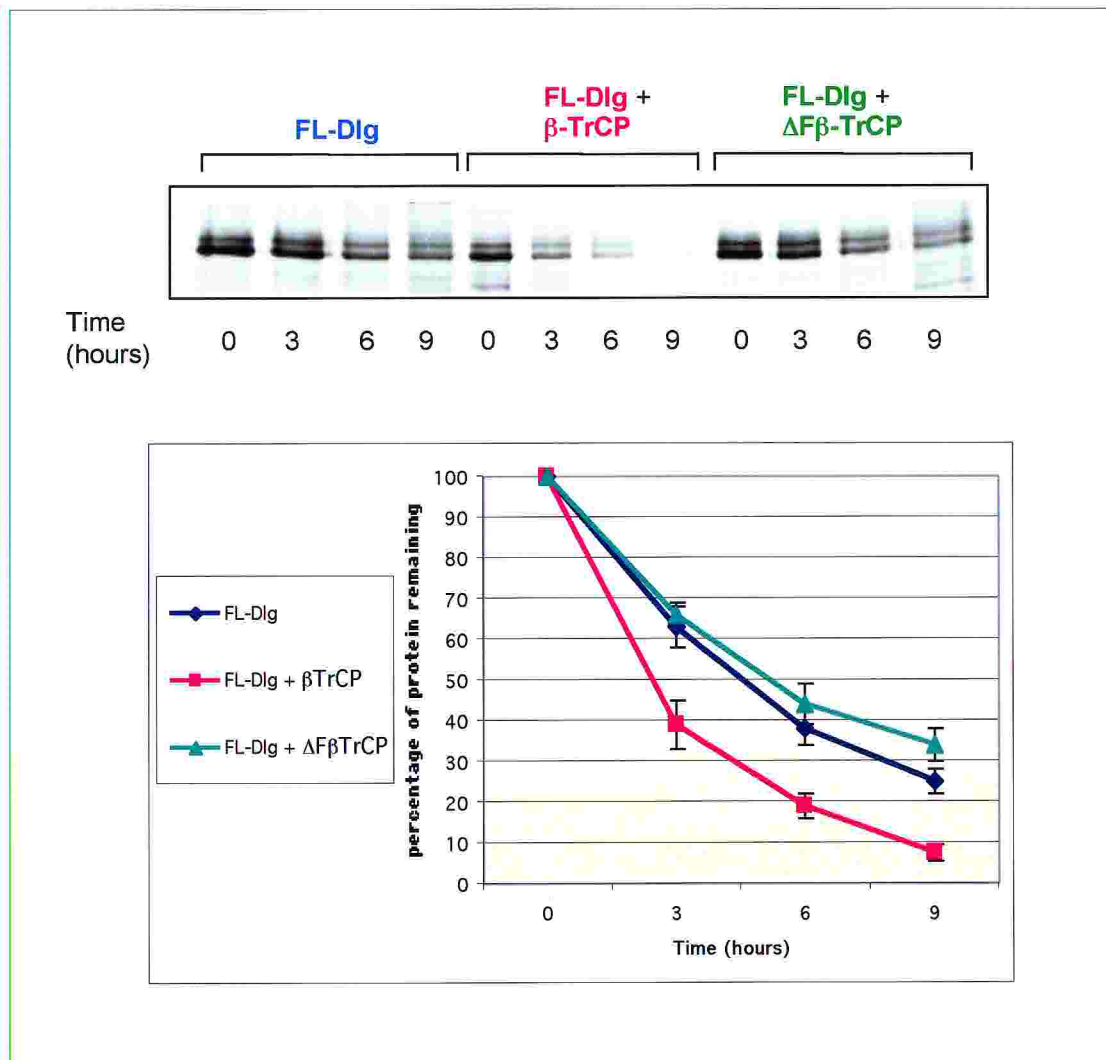 FL-Dlg
FL-Dlg +
β-TrCP
FL-Dlg +
ΔFβ-TrCP
Time
(hours)
0 3 6 9 0 3 6 9 0 3 6 9
percentage of protein remaining
100
90
80
70
60
50
40
30
20
10
0
0 3 6 9
Time (hours)
FL-Dlg
FL-Dlg + βTrCP
FL-Dlg + ΔFβTrCP